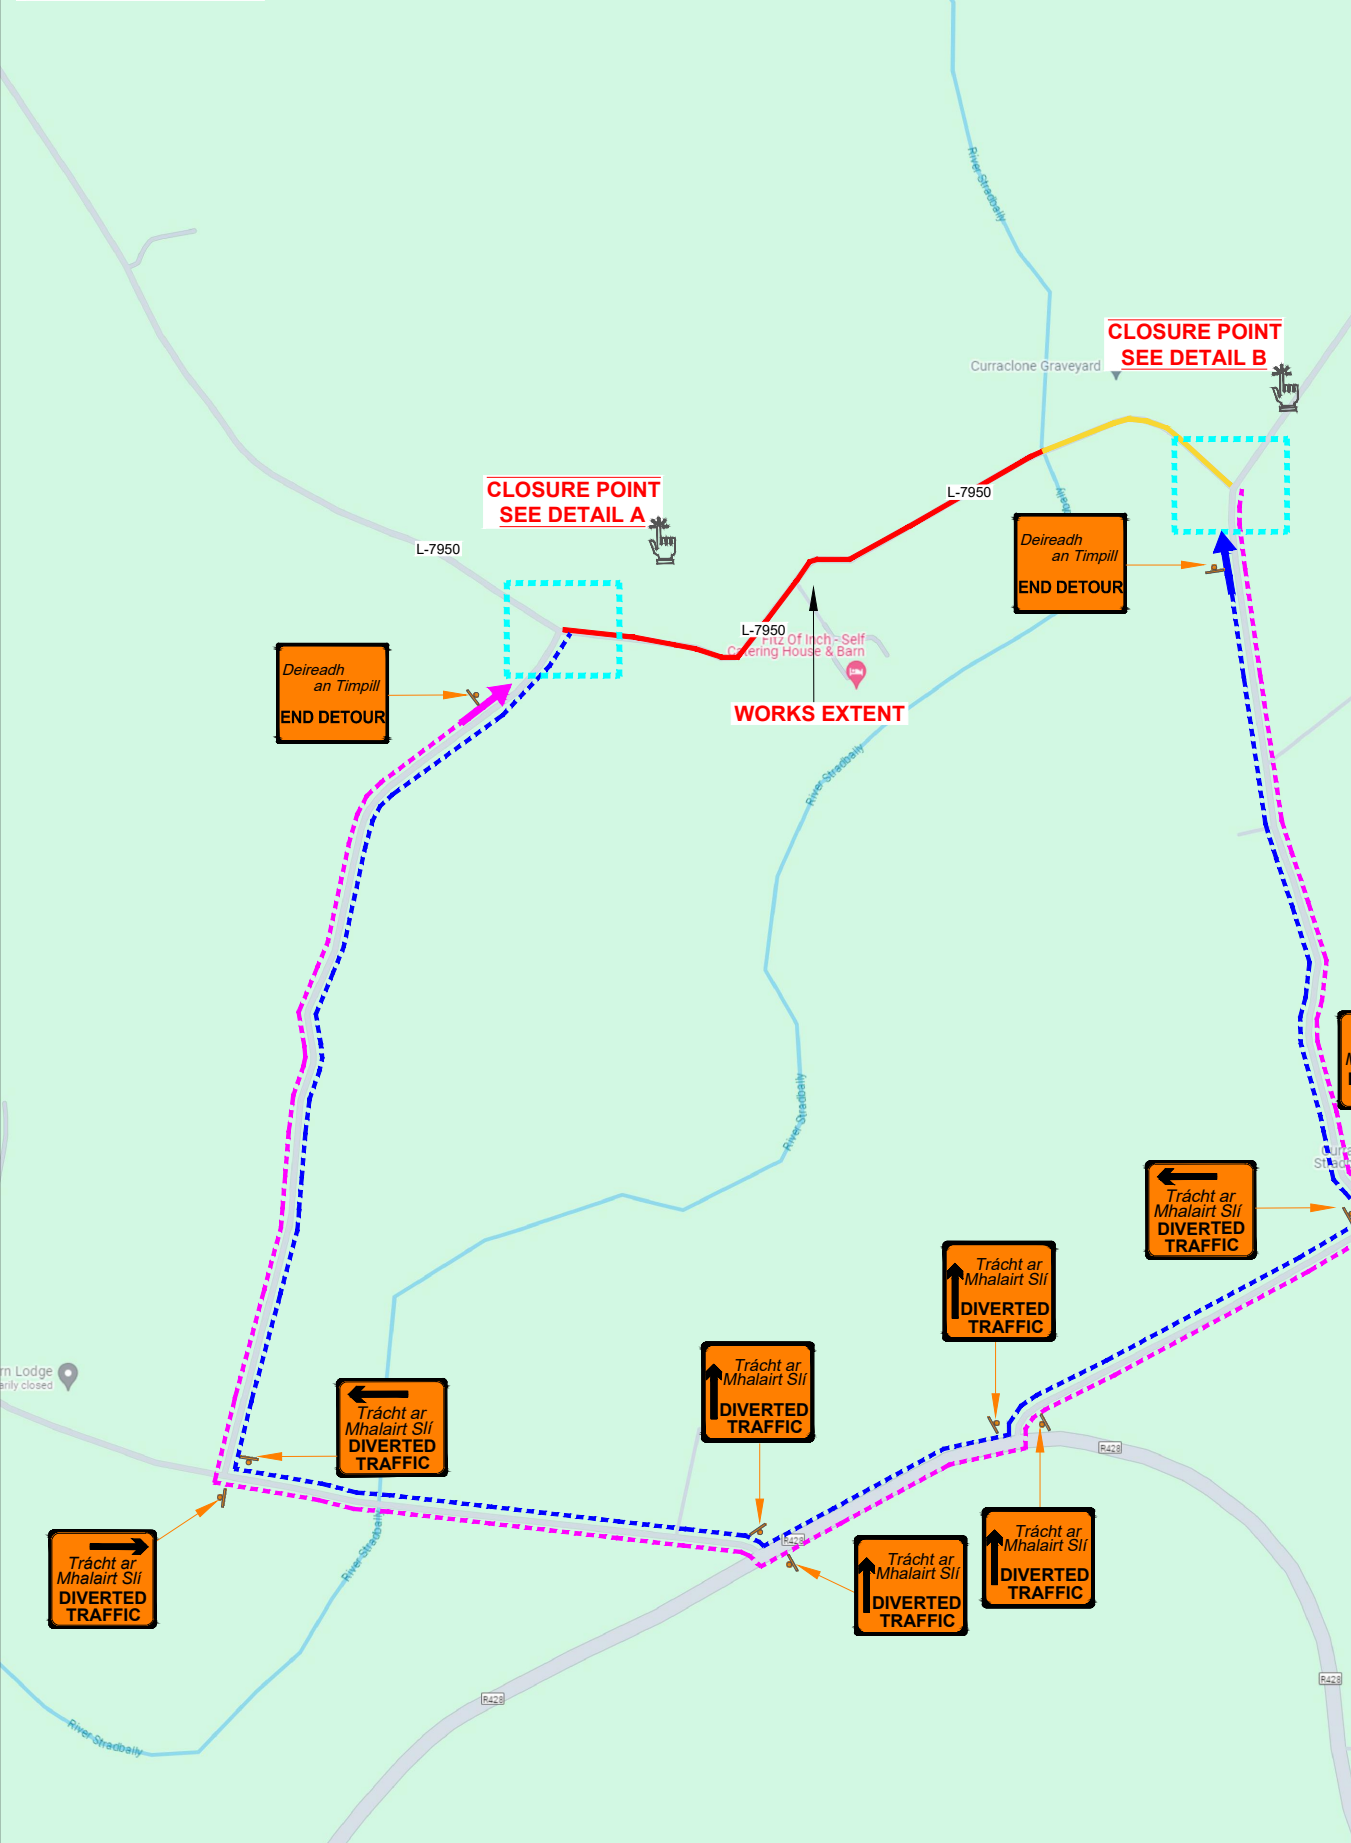 River Stradbally
CLOSURE POINT
SEE DETAIL B
Curraclone Graveyard
CLOSURE POINT
SEE DETAIL A
L-7950
L-7950
Deireadh
an Timpill
END DETOUR
L-7950
Fitz Of Inch - Self
Catering House & Barn
Deireadh
an Timpill
END DETOUR
WORKS EXTENT
River Stradbally
River Stradbally
Trácht ar
Mhalairt Slí
DIVERTED
TRAFFIC
Trácht ar
Mhalairt Slí
DIVERTED
TRAFFIC
Trácht ar
Mhalairt Slí
DIVERTED
TRAFFIC
rn Lodge
arily closed
Trácht ar
Mhalairt Slí
DIVERTED
TRAFFIC
R428
R428
River Stradbally
Trácht ar
Mhalairt Slí
DIVERTED
TRAFFIC
Trácht ar
Mhalairt Slí
DIVERTED
TRAFFIC
Trácht ar
Mhalairt Slí
DIVERTED
TRAFFIC
R428
R428
River Stradbally